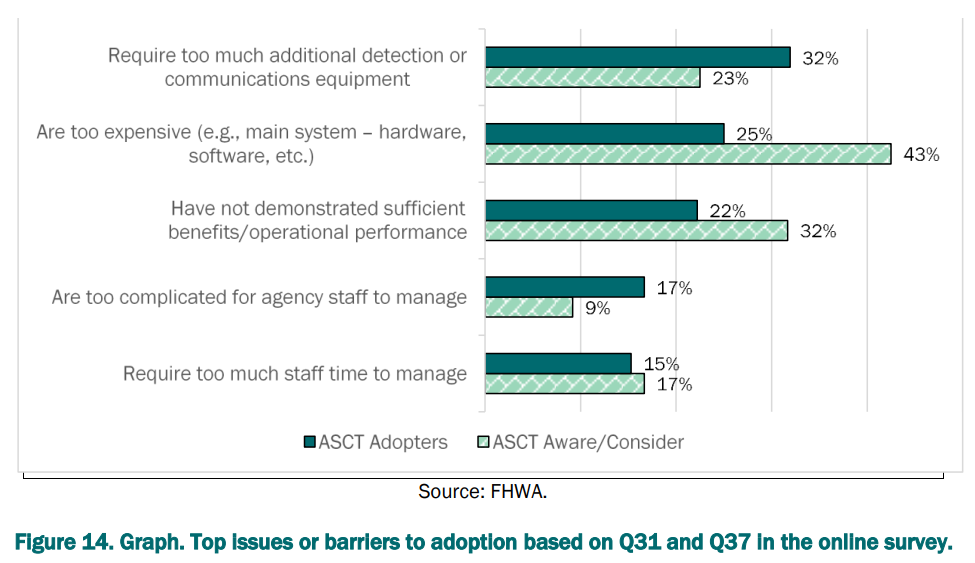 Require too much additional detection or
communications equipment
32%
23%
Are too expensive (e.g., main system – hardware,
software, etc.)
25%
43%
Have not demonstrated sufficient
benefits/operational performance
22%
32%
Are too complicated for agency staff to manage
17%
9%
Require too much staff time to manage
15%
17%
ASCT Adopters
ASCT Aware/Consider
Source: FHWA.
Figure 14. Graph. Top issues or barriers to adoption based on Q31 and Q37 in the online survey.